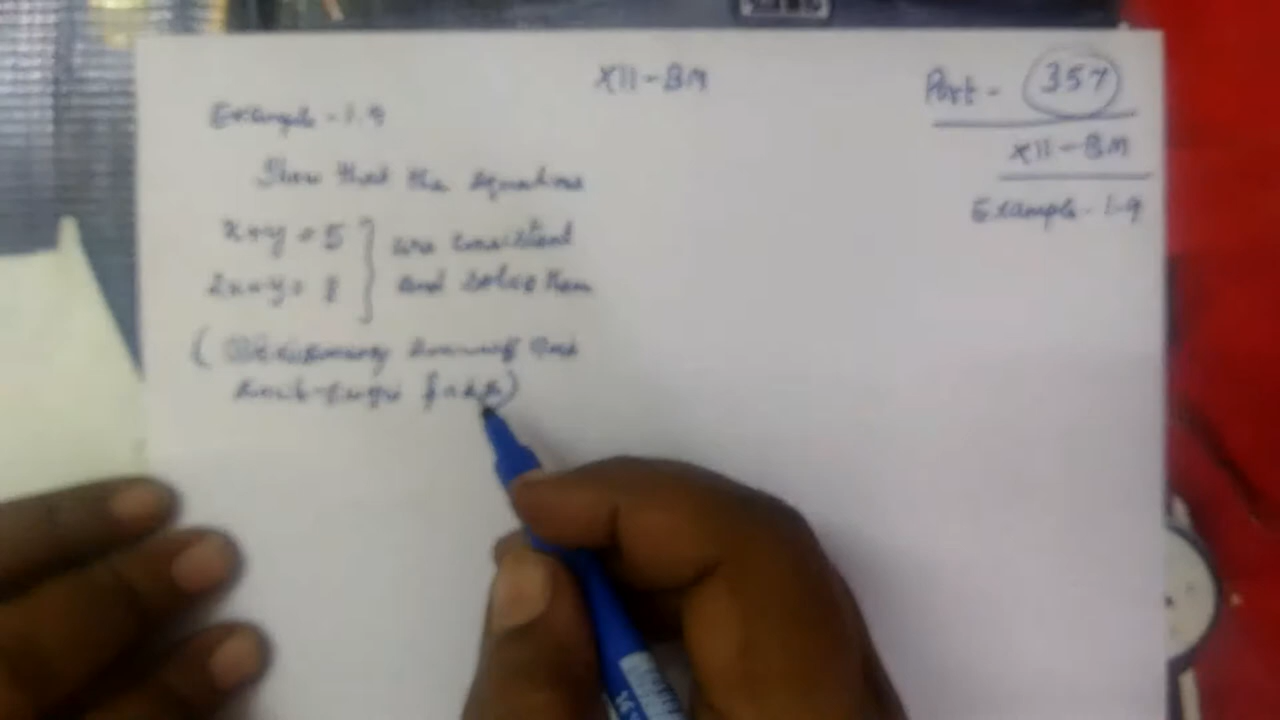 XII-BM
Part- 357
XII-BM
Example-1.9
Example-1.9
Show that the equations
x+y=5 } are consistent
2x+y=8 } and solve them